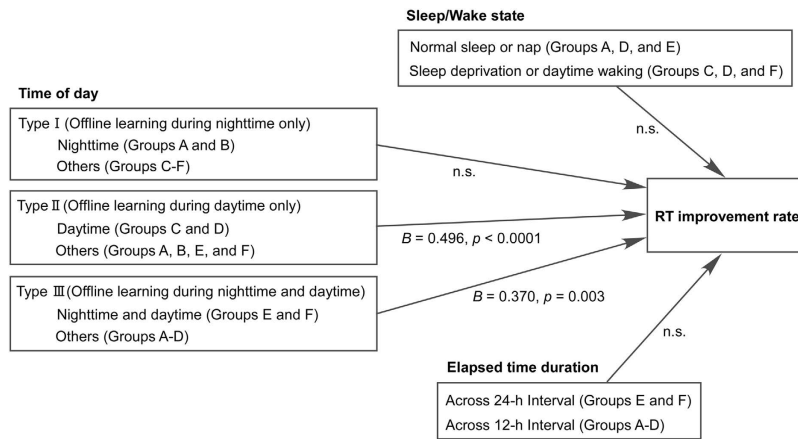 Sleep/Wake state
Normal sleep or nap (Groups A, D, and E)
Sleep deprivation or daytime waking (Groups C, D, and F)
n.s.
Time of day
Type Ⅰ (Offline learning during nighttime only)
Nighttime (Groups A and B)
Others (Groups C-F)
n.s.
Type Ⅱ (Offline learning during daytime only)
Daytime (Groups C and D)
Others (Groups A, B, E, and F)
B = 0.496, p < 0.0001
Type Ⅲ (Offline learning during nighttime and daytime)
Nighttime and daytime (Groups E and F)
Others (Groups A-D)
B = 0.370, p = 0.003
RT improvement rate
n.s.
Elapsed time duration
Across 24-h Interval (Groups E and F)
Across 12-h Interval (Groups A-D)